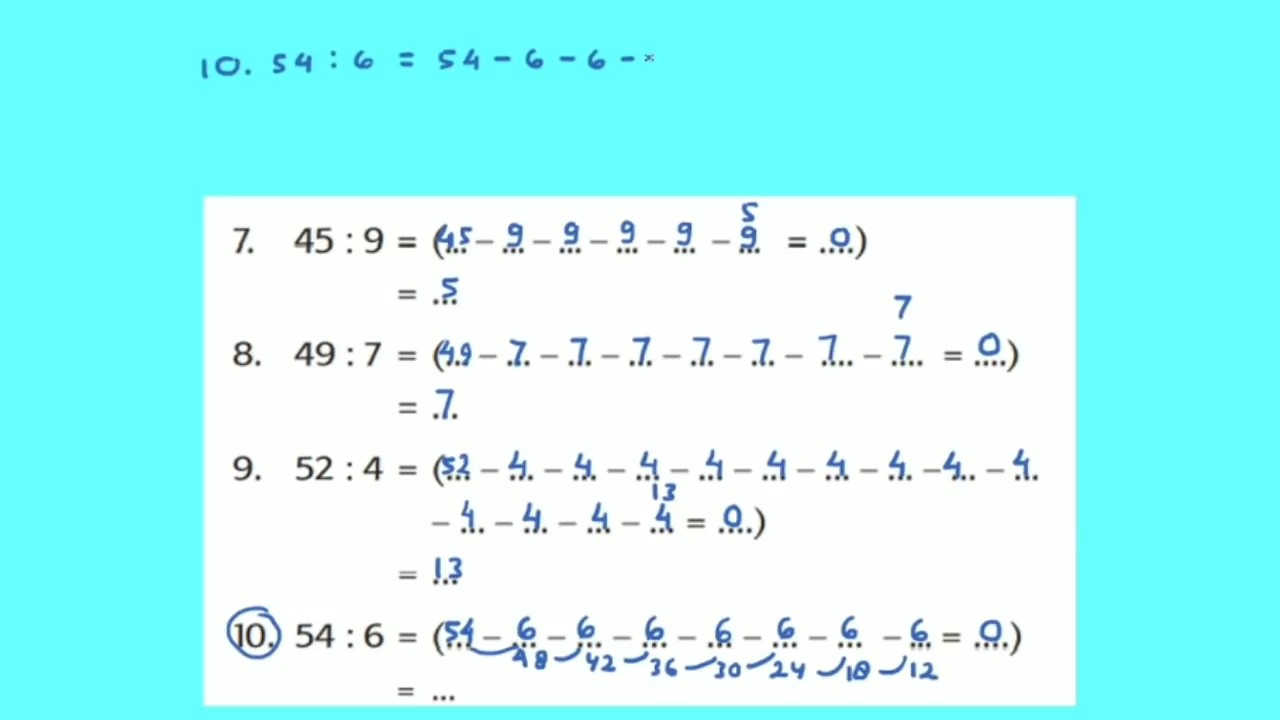 10. 54 : 6 = 54 - 6 - 6 -
5
7. 45 : 9 = (45 - 9 - 9 - 9 - 9 - 9 = 0)
= 5
7
8. 49 : 7 = (49 - 7 - 7 - 7 - 7 - 7 - 7 - 7 = 0)
= 7
9. 52 : 4 = (52 - 4 - 4 - 4 - 4 - 4 - 4 - 4 - 4 - 4
13
- 4 - 4 - 4 - 4 = 0)
= 13
10. 54 : 6 = (54 - 6 - 6 - 6 - 6 - 6 - 6 - 6 = 0)
48 42 36 30 24 18 12
= ...